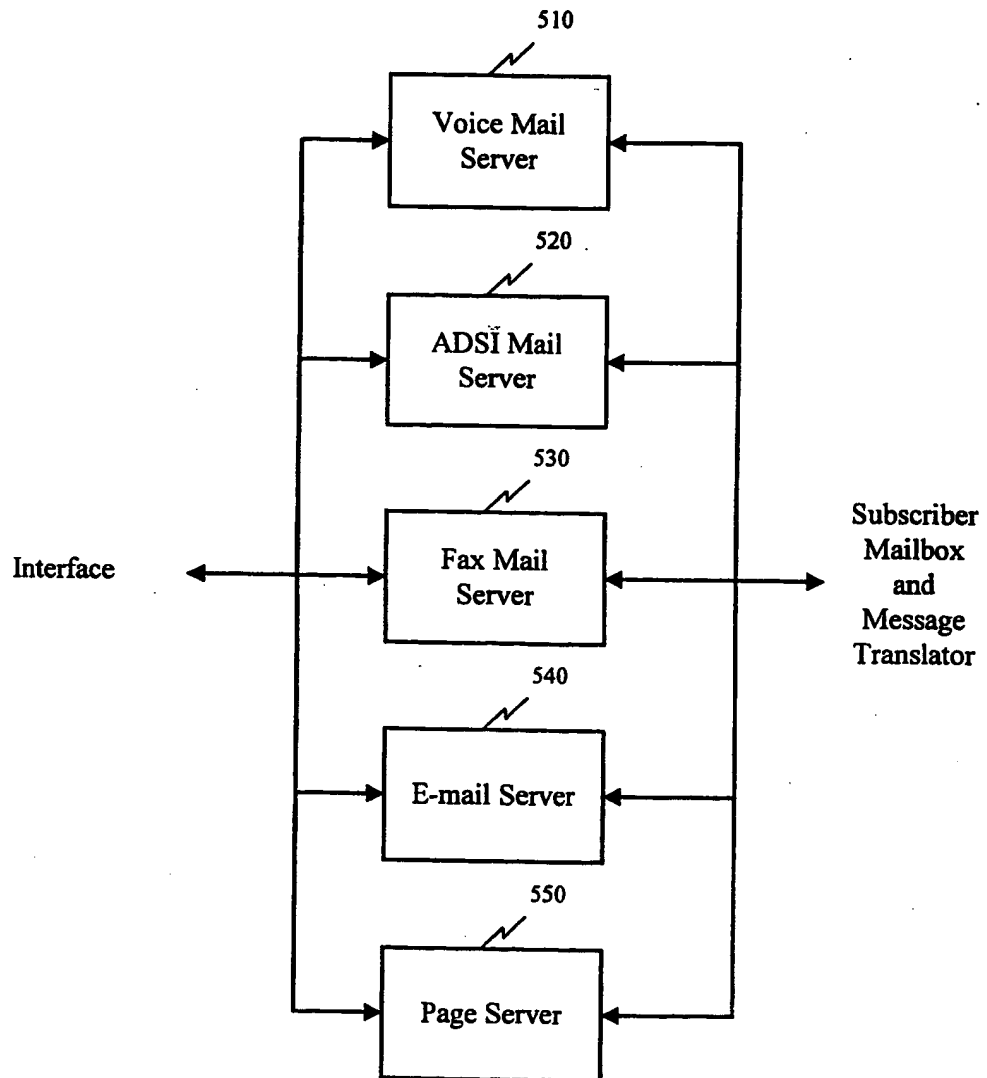 510
Voice Mail
Server
520
ADSI Mail
Server
530
Fax Mail
Server
Interface
Subscriber
Mailbox
and
Message
Translator
540
E-mail Server
550
Page Server